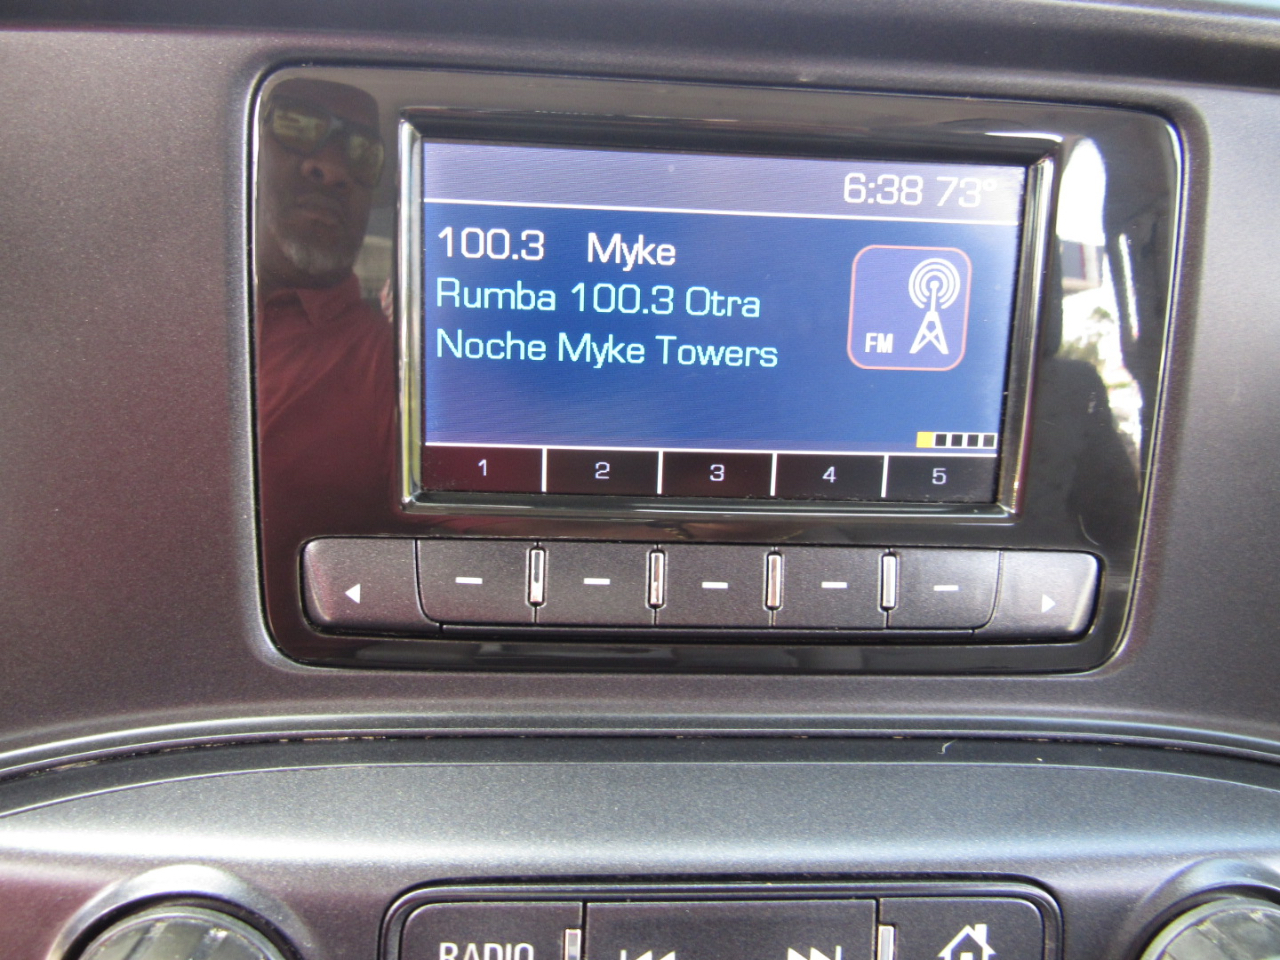 6:38 73°
100.3 Myke
Rumba 100.3 Otra
Noche Myke Towers
FM
1 2 3 4 5
RADIO